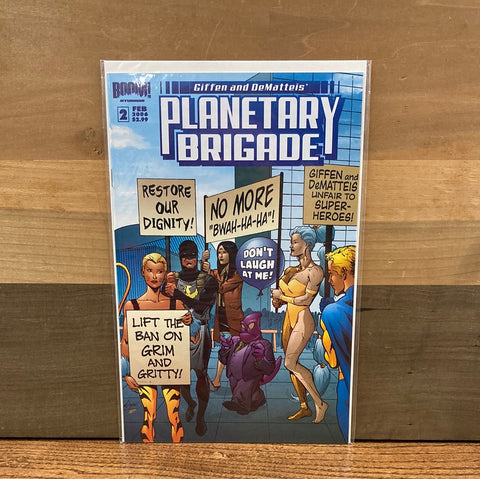 BOOM!
STUDIOS
2 FEB
2006
$2.99
Giffen and DeMatteis'
PLANETARY
BRIGADE
RESTORE
OUR
DIGNITY!
NO MORE
"BWAH-HA-HA"!
GIFFEN and
DeMATTEIS
UNFAIR TO
SUPER-
HEROES!
DON'T
LAUGH
AT ME!
LIFT THE
BAN ON
GRIM
AND
GRITTY!